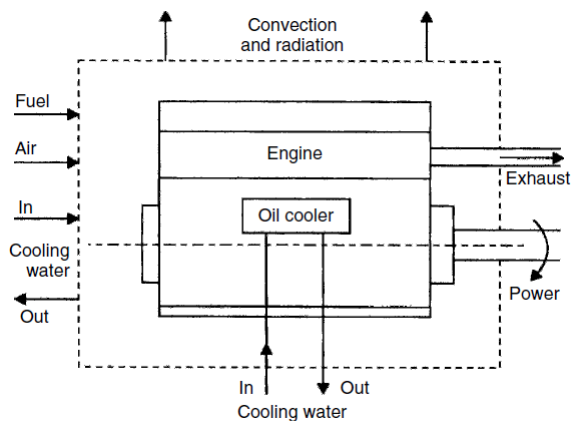 Convection
and radiation
Fuel
Air
Engine
Exhaust
In
Oil cooler
Cooling
water
Power
Out
In
Out
Cooling water